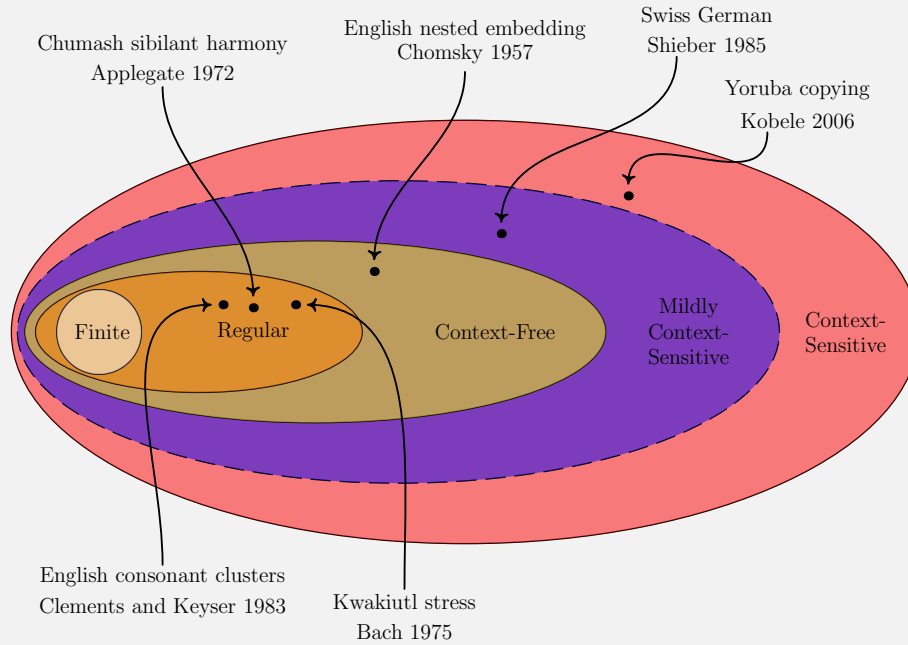 Chumash sibilant harmony
Applegate 1972
English nested embedding
Chomsky 1957
Swiss German
Shieber 1985
Yoruba copying
Kobele 2006
Finite
Regular
Context-Free
Mildly
Context-
Sensitive
Context-
Sensitive
English consonant clusters
Clements and Keyser 1983
Kwakiutl stress
Bach 1975